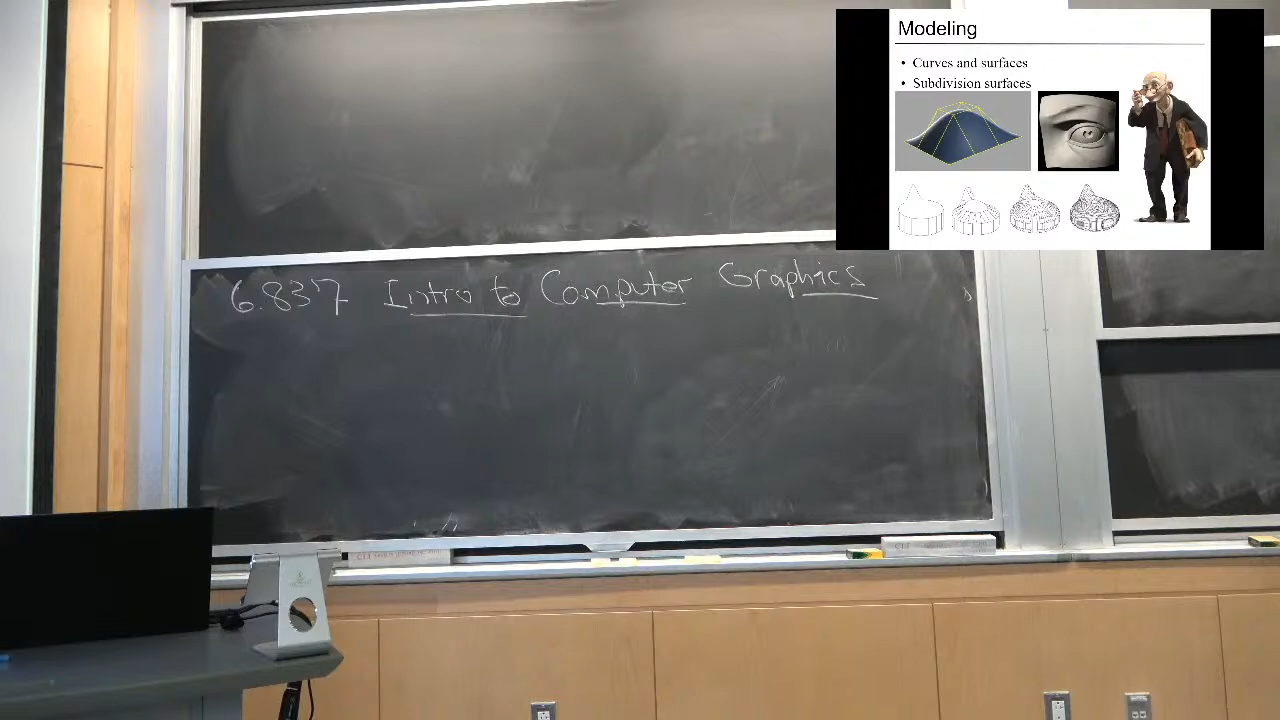 Modeling
• Curves and surfaces
• Subdivision surfaces
6.837 Intro to Computer Graphics